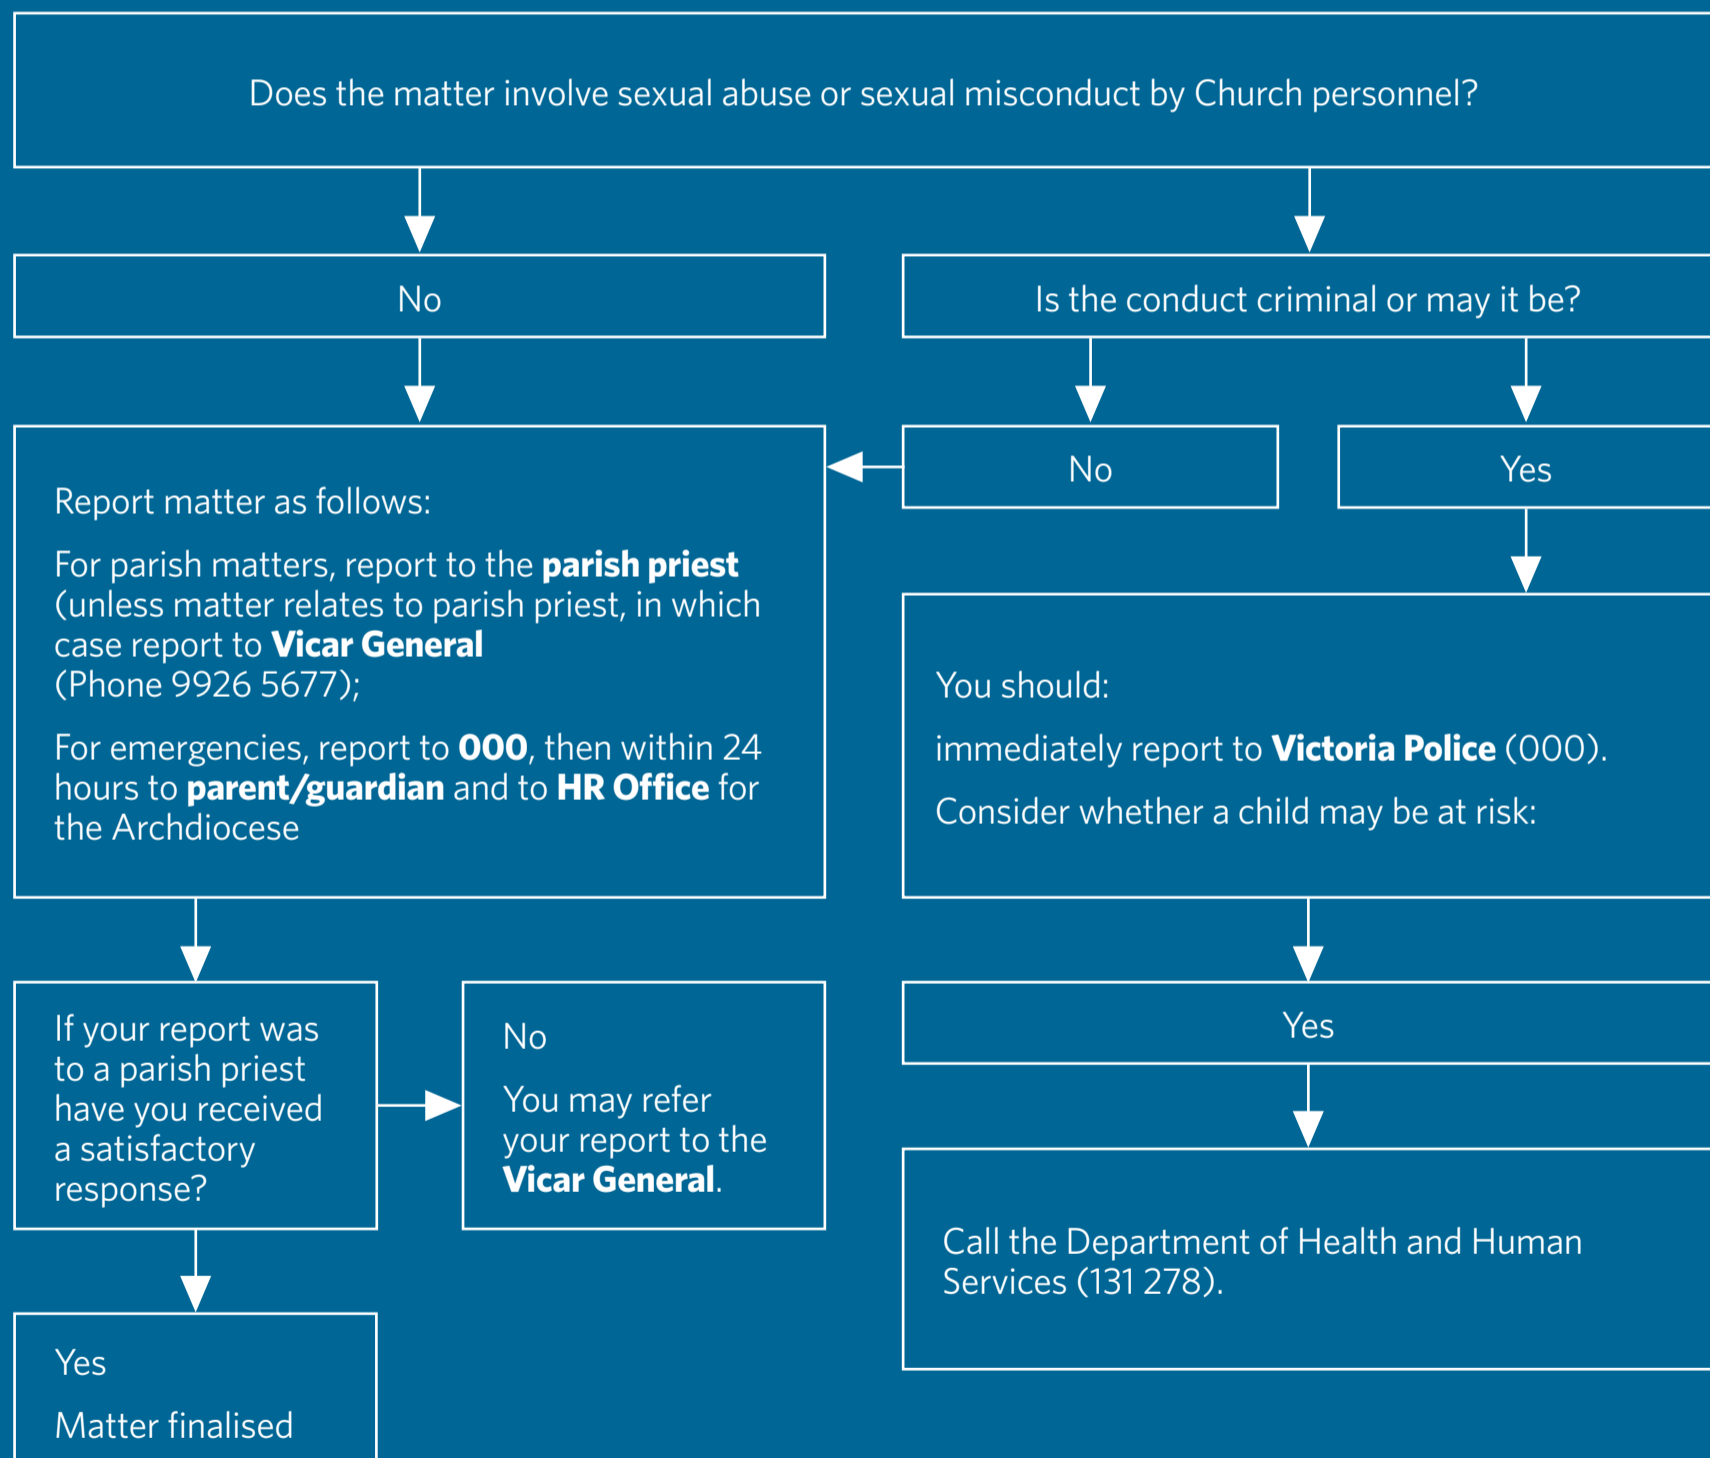 Does the matter involve sexual abuse or sexual misconduct by Church personnel?
No
Is the conduct criminal or may it be?
No
Yes
Report matter as follows:
For parish matters, report to the parish priest
(unless matter relates to parish priest, in which
case report to Vicar General
(Phone 9926 5677);
For emergencies, report to 000, then within 24
hours to parent/guardian and to HR Office for
the Archdiocese
You should:
immediately report to Victoria Police (000).
Consider whether a child may be at risk:
If your report was
to a parish priest
have you received
a satisfactory
response?
No
You may refer
your report to the
Vicar General.
Yes
Call the Department of Health and Human
Services (131 278).
Yes
Matter finalised